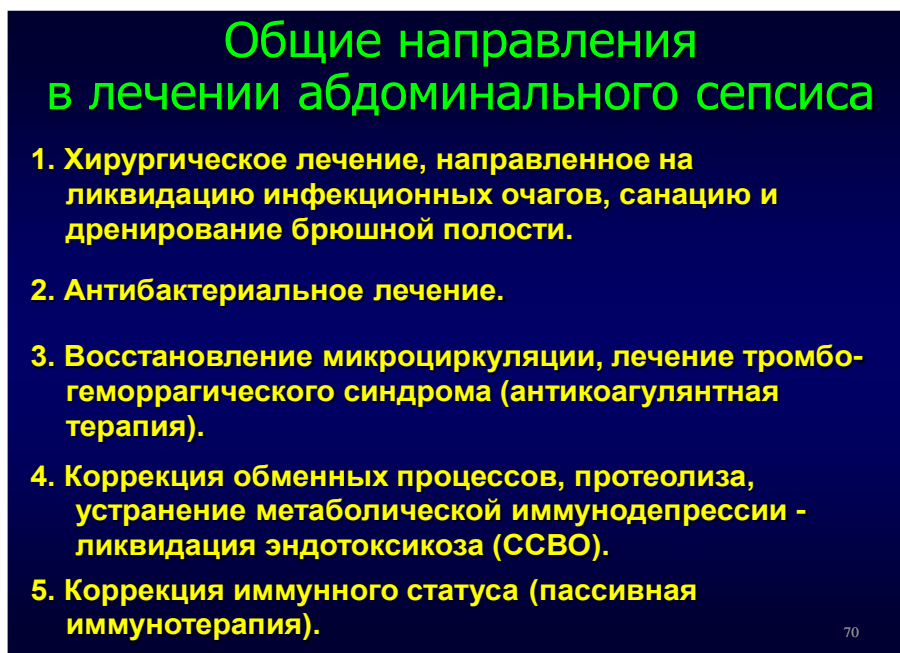 Общие направления
в лечении абдоминального сепсиса
1. Хирургическое лечение, направленное на
ликвидацию инфекционных очагов, санацию и
дренирование брюшной полости.
2. Антибактериальное лечение.
3. Восстановление микроциркуляции, лечение тромбо-
геморрагического синдрома (антикоагулянтная
терапия).
4. Коррекция обменных процессов, протеолиза,
устранение метаболической иммунодепрессии -
ликвидация эндотоксикоза (ССВО).
5. Коррекция иммунного статуса (пассивная
иммунотерапия).
70